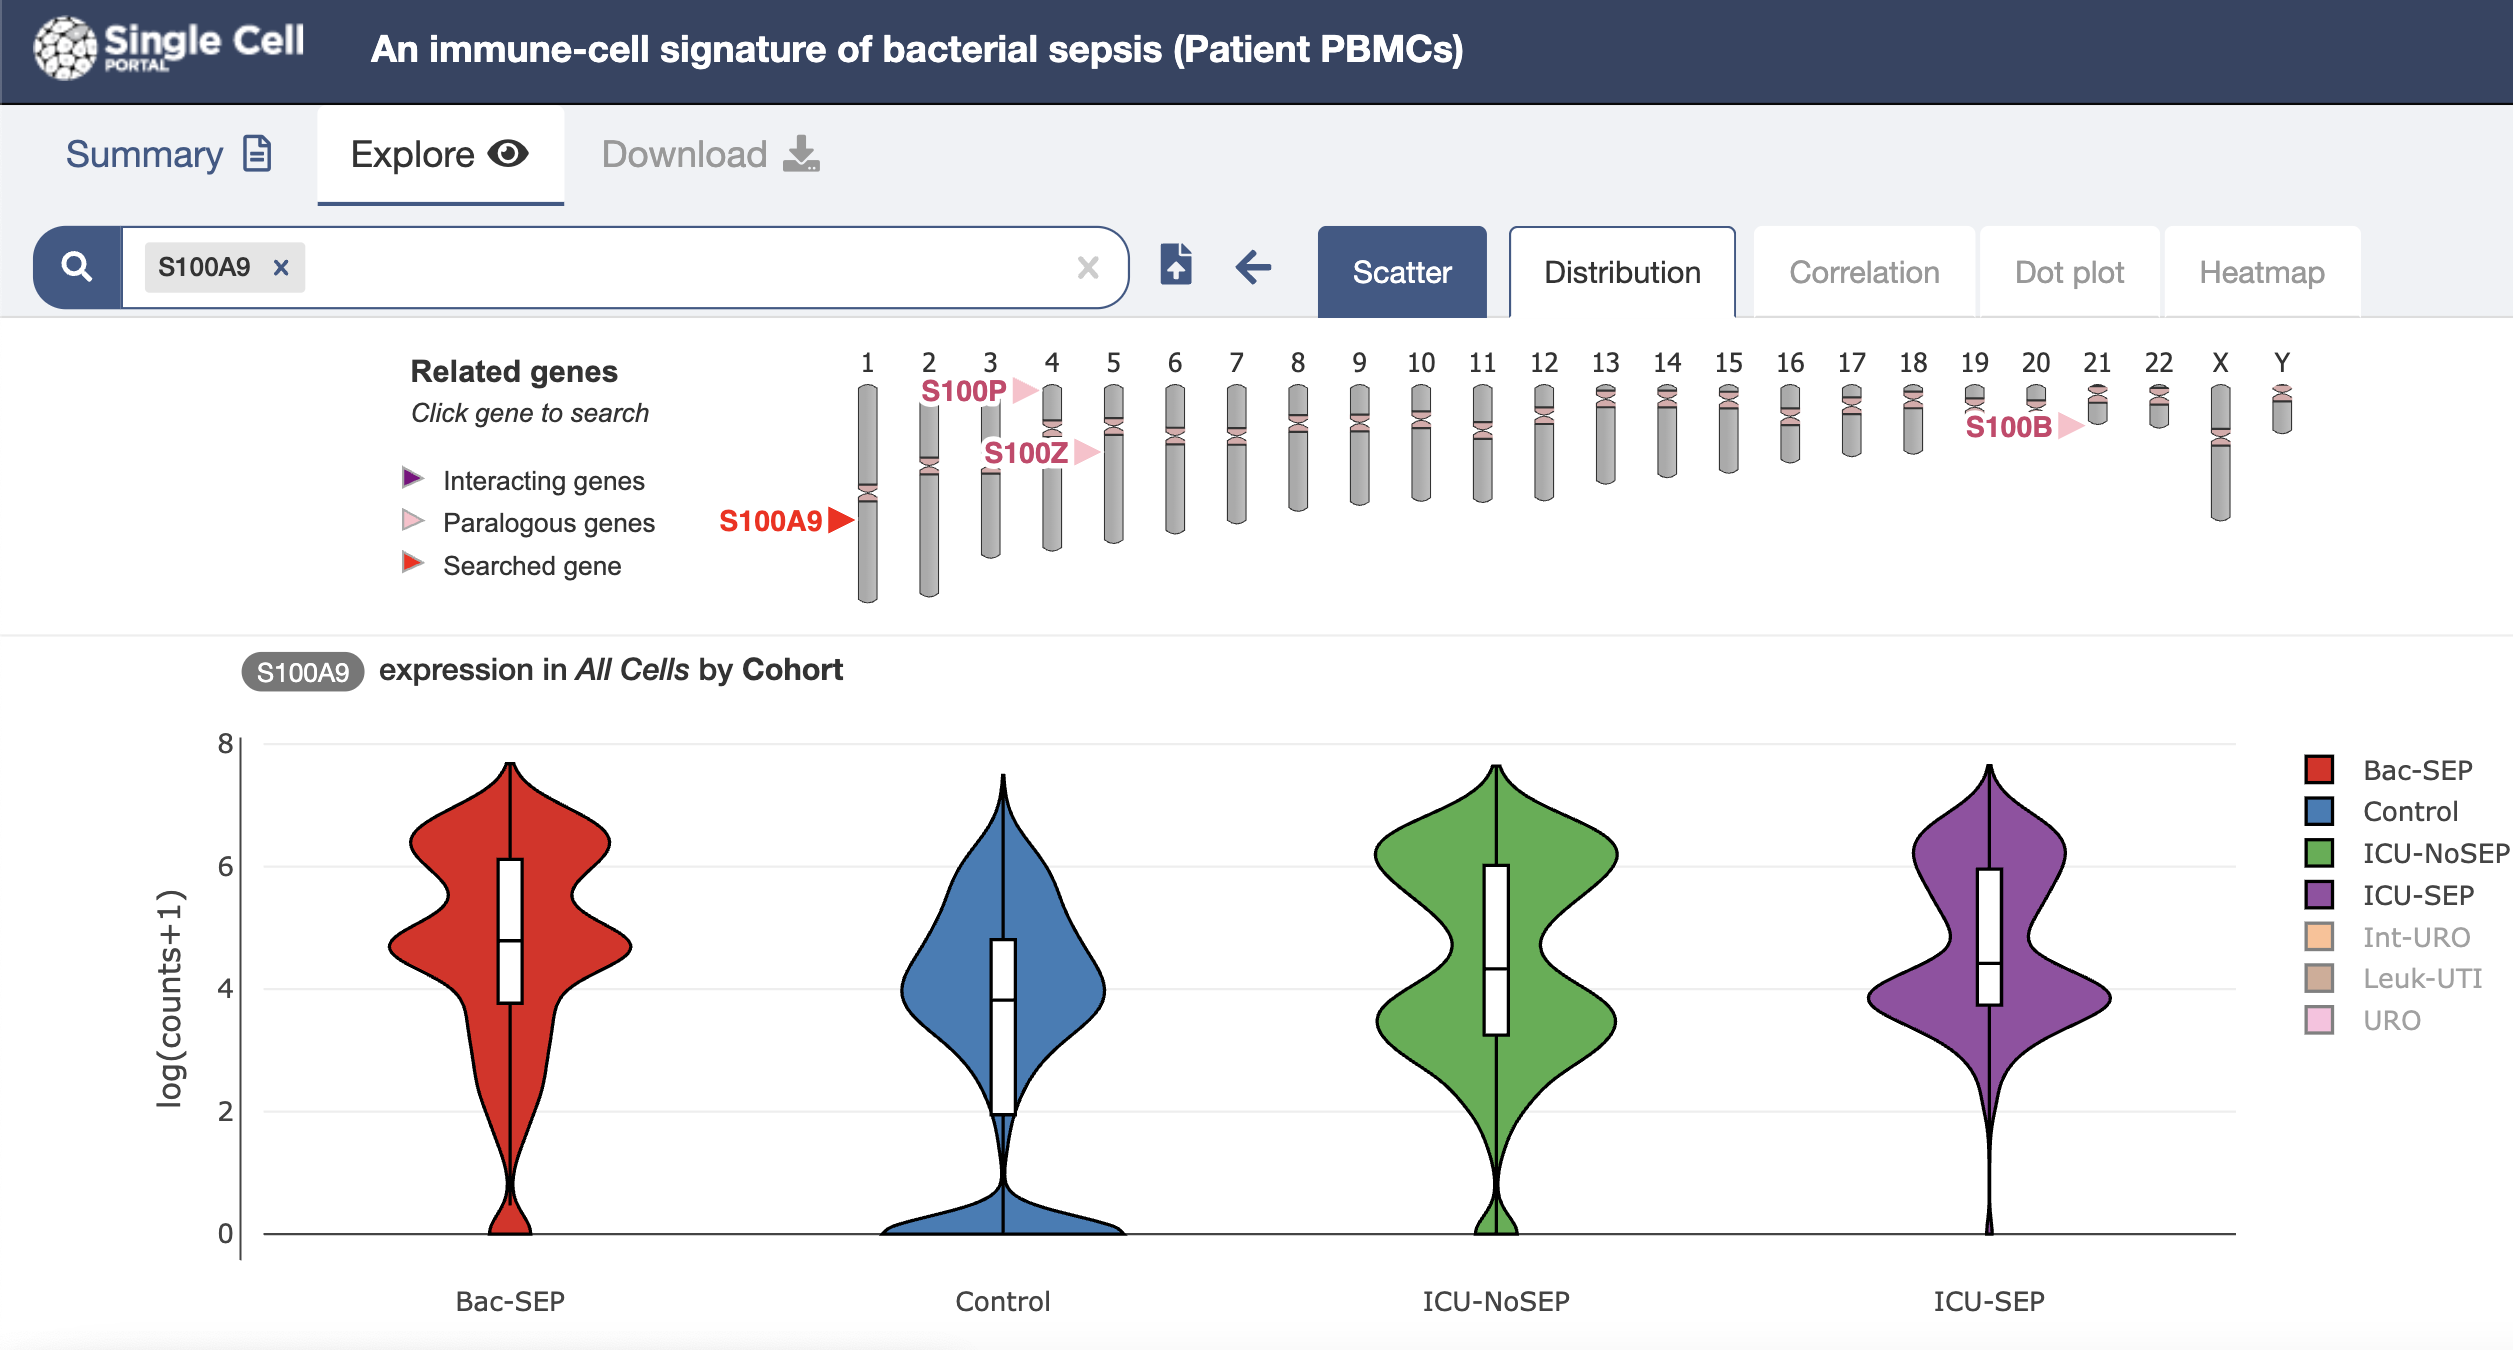 Single Cell
PORTAL
An immune-cell signature of bacterial sepsis (Patient PBMCs)
Summary
Explore
Download
S100A9 ×
×
Scatter
Distribution
Correlation
Dot plot
Heatmap
Related genes
Click gene to search
Interacting genes
Paralogous genes
Searched gene
1 2 3 4 5 6 7 8 9 10 11 12 13 14 15 16 17 18 19 20 21 22 X Y
S100P
S100B
S100Z
S100A9
S100A9 expression in All Cells by Cohort
log(counts+1)
8
6
4
2
0
Bac-SEP
Control
ICU-NoSEP
ICU-SEP
Bac-SEP
Control
ICU-NoSEP
ICU-SEP
Int-URO
Leuk-UTI
URO